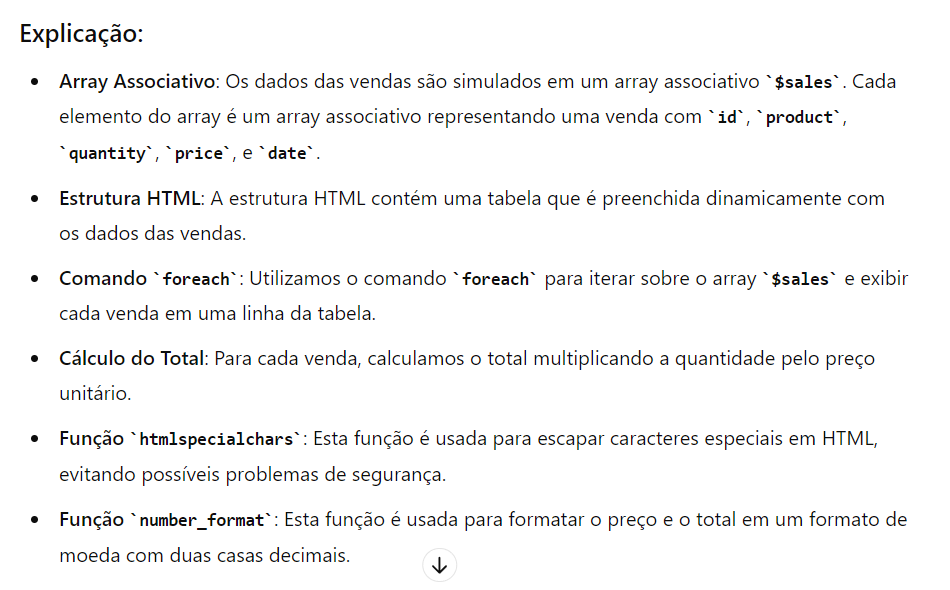 Explicação:
• Array Associativo: Os dados das vendas são simulados em um array associativo `$sales`. Cada
elemento do array é um array associativo representando uma venda com `id`, `product`,
`quantity`, `price`, e `date`.
• Estrutura HTML: A estrutura HTML contém uma tabela que é preenchida dinamicamente com
os dados das vendas.
• Comando `foreach`: Utilizamos o comando `foreach` para iterar sobre o array `$sales` e exibir
cada venda em uma linha da tabela.
• Cálculo do Total: Para cada venda, calculamos o total multiplicando a quantidade pelo preço
unitário.
• Função `htmlspecialchars`: Esta função é usada para escapar caracteres especiais em HTML,
evitando possíveis problemas de segurança.
• Função `number_format`: Esta função é usada para formatar o preço e o total em um formato de
moeda com duas casas decimais.